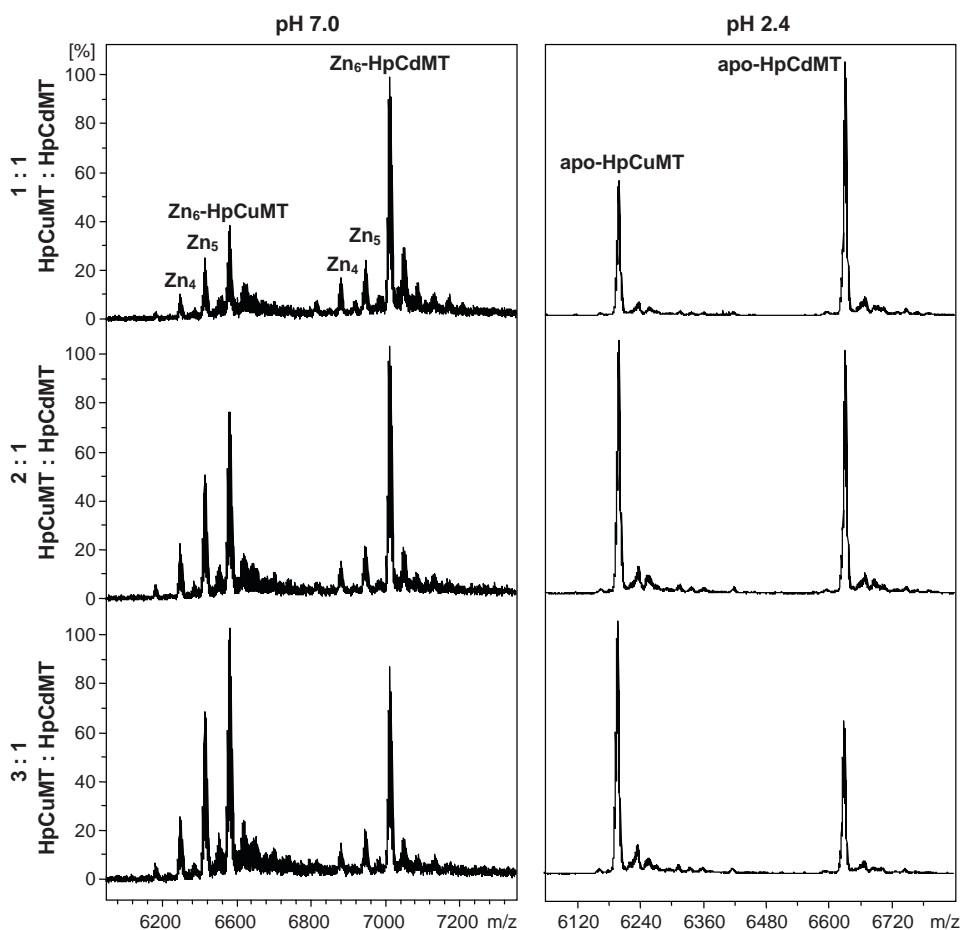 pH 7.0
pH 2.4
[%]
100
80
60
40
20
0
1 : 1
HpCuMT : HpCdMT
Zn4
Zn5
Zn6-HpCuMT
Zn4
Zn5
Zn6-HpCdMT
apo-HpCuMT
apo-HpCdMT
100
80
60
40
20
0
2 : 1
HpCuMT : HpCdMT
100
80
60
40
20
0
3 : 1
HpCuMT : HpCdMT
6200
6600
6800
7000
7200
m/z
6120
6240
6360
6480
6600
6720
m/z